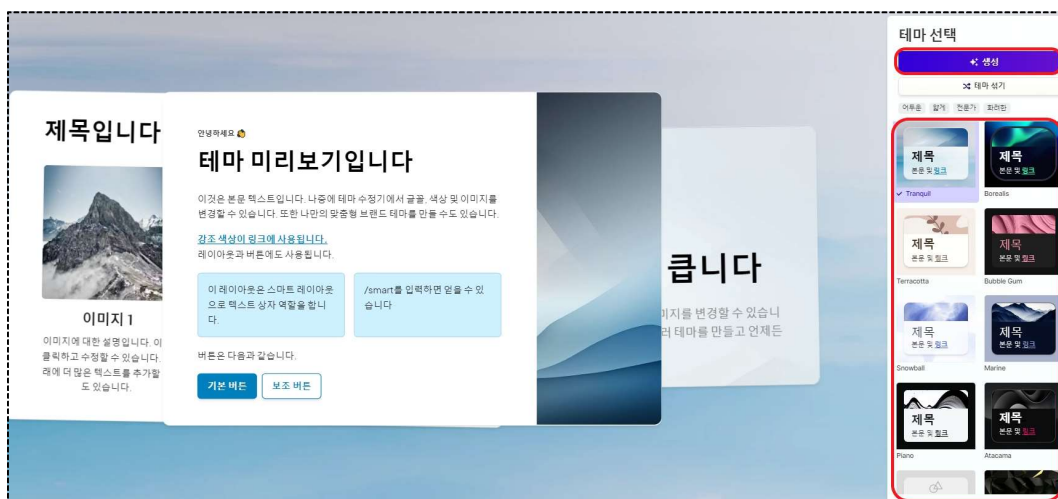 제목입니다
이미지 1
이미지에 대한 설명입니다. 이
클릭하고 수정할 수 있습니다.
래에 더 많은 텍스트를 추가할
도 있습니다.
안녕하세요
테마 미리보기입니다
이것은 본문 텍스트입니다. 나중에 테마 수정기에서 글꼴, 색상 및 이미지를
변경할 수 있습니다. 또한 나만의 맞춤형 브랜드 테마를 만들 수도 있습니다.
강조 색상이 링크에 사용됩니다.
레이아웃과 버튼에도 사용됩니다.
이 레이아웃은 스마트 레이아웃
으로 텍스트 상자 역할을 합니
다.
/smart를 입력하면 얻을 수 있
습니다
버튼은 다음과 같습니다.
기본 버튼
보조 버튼
큽니다
미지를 변경할 수 있습니
러 테마를 만들고 언제든
테마 선택
생성
테마 섞기
어두운 밝게 전문가 화려한
제목
본문 및 링크
Tranquil
제목
본문 및 링크
Borealis
제목
본문 및 링크
Terracotta
제목
본문 및 링크
Bubble Gum
제목
본문 및 링크
Snowball
제목
본문 및 링크
Marine
제목
본문 및 링크
Piano
제목
본문 및 링크
Atacama